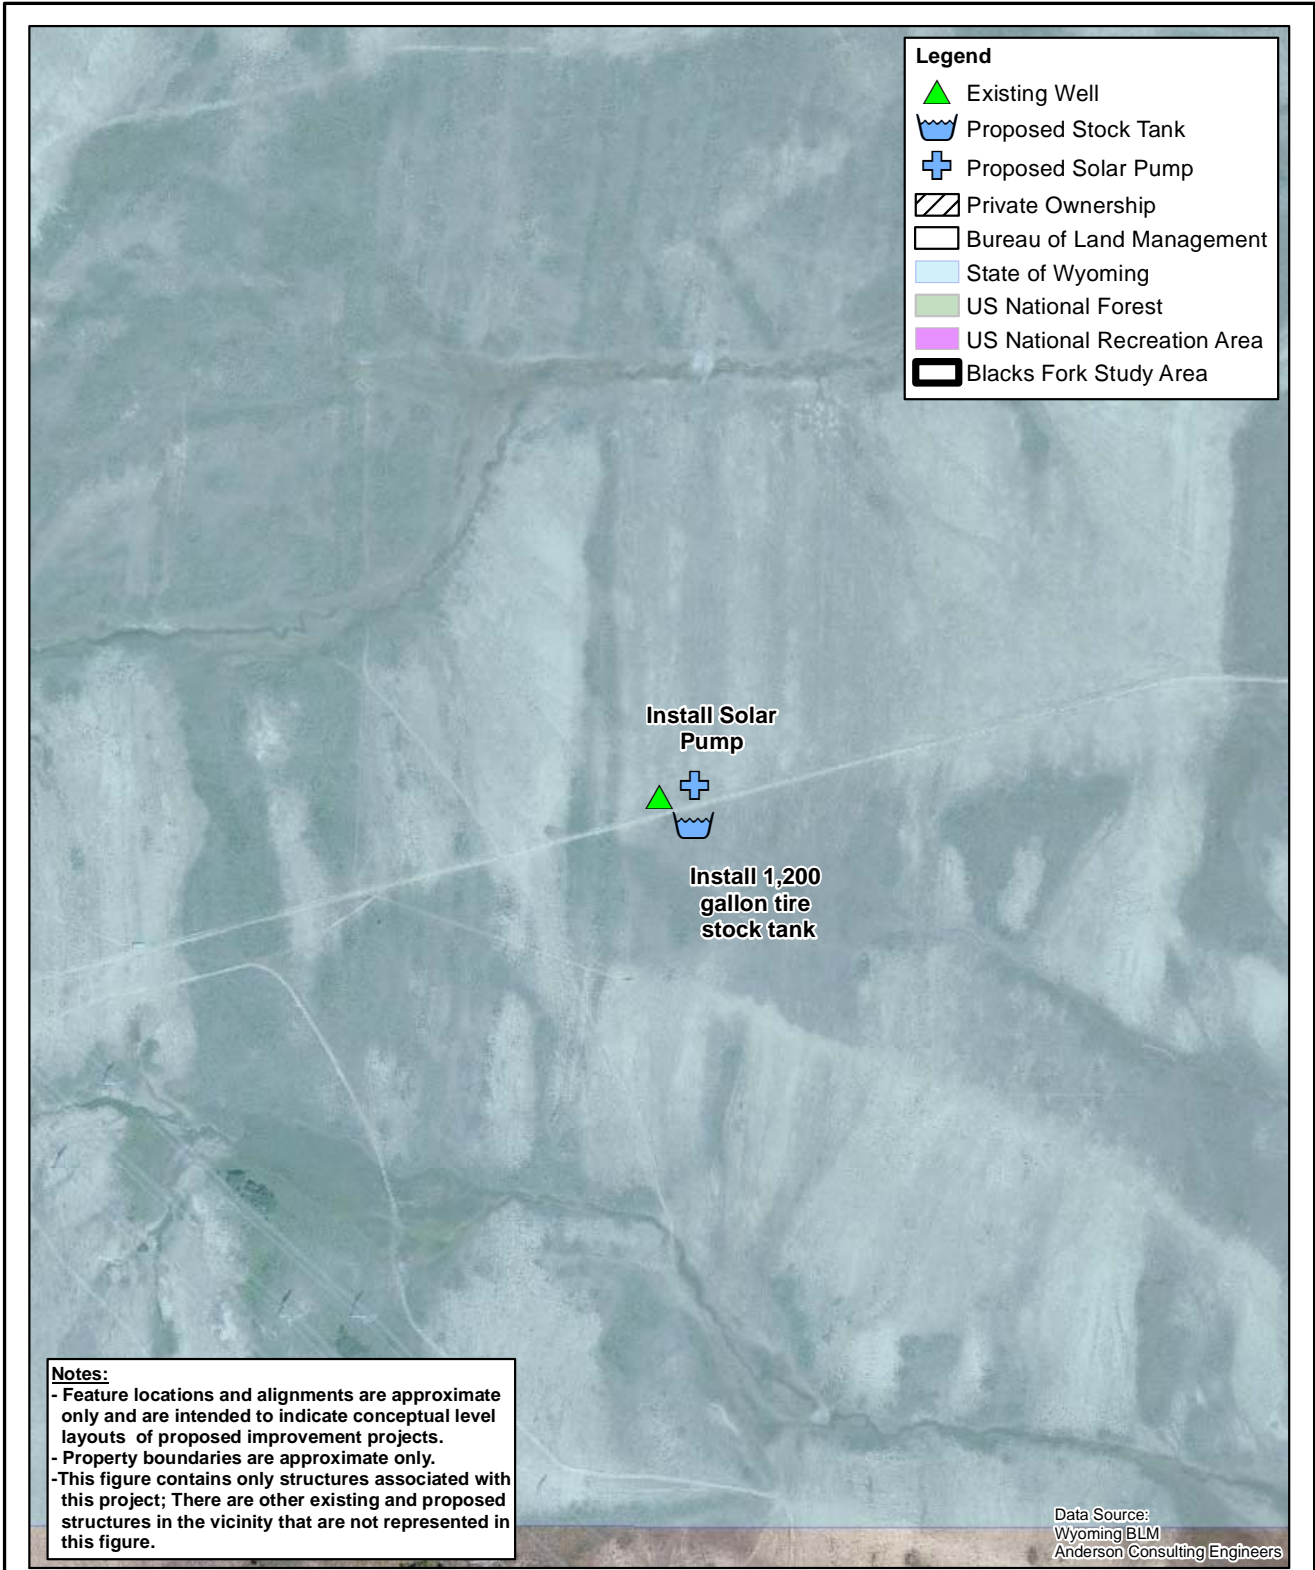 Legend
Existing Well
Proposed Stock Tank
Proposed Solar Pump
Private Ownership
Bureau of Land Management
State of Wyoming
US National Forest
US National Recreation Area
Blacks Fork Study Area
Install Solar
Pump
Install 1,200
gallon tire
stock tank
Notes:
- Feature locations and alignments are approximate
only and are intended to indicate conceptual level
layouts of proposed improvement projects.
- Property boundaries are approximate only.
-This figure contains only structures associated with
this project; There are other existing and proposed
structures in the vicinity that are not represented in
this figure.
Data Source:
Wyoming BLM
Anderson Consulting Engineers